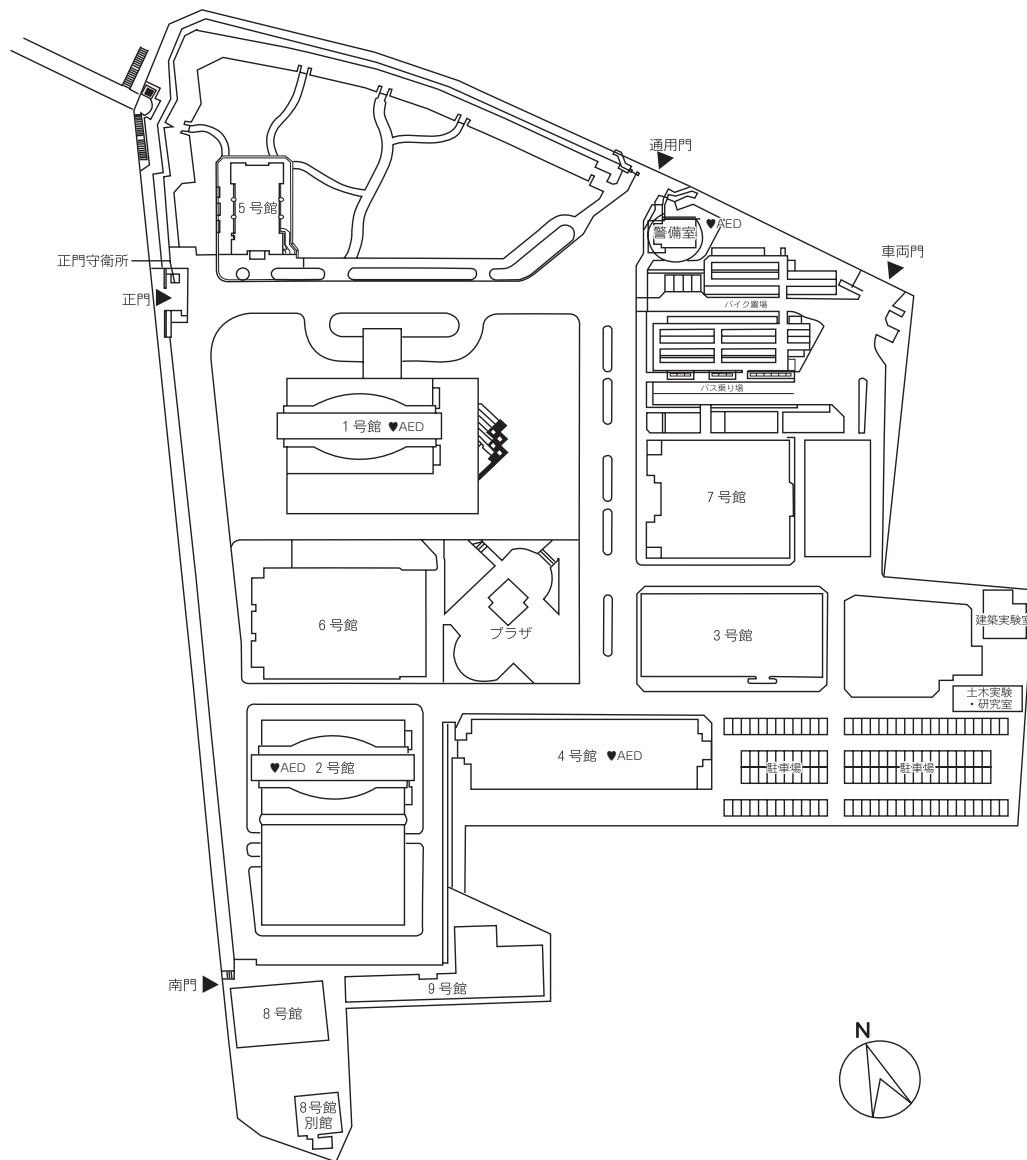 通用門
5号館
警備室 ♥AED
車両門
正門守衛所
正門
バイク置場
バス乗り場
1号館 ♥AED
7号館
6号館
プラザ
3号館
建築実験室
土木実験
・研究室
4号館 ♥AED
♥AED 2号館
駐車場
駐車場
南門
9号館
8号館
N
8号館
別館